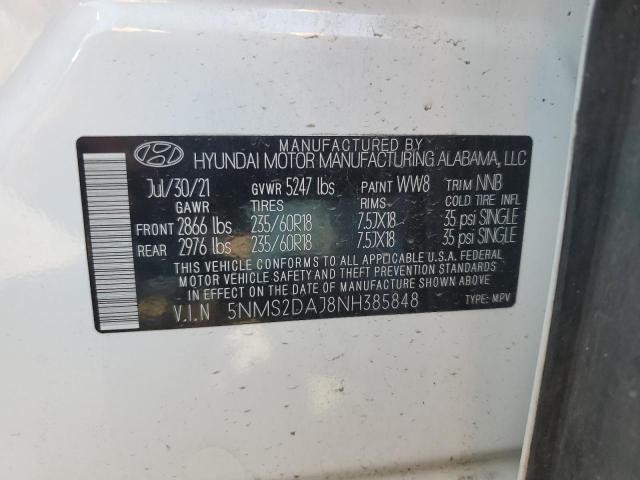 MANUFACTURED BY
HYUNDAI MOTOR MANUFACTURING ALABAMA, LLC
Jul/30/21 GVWR 5247 lbs PAINT WW8 TRIM NNB
GAWR TIRES RIMS COLD TIRE INFL
FRONT 2866 lbs 235/60R18 7.5JX18 35 psi SINGLE
REAR 2976 lbs 235/60R18 7.5JX18 35 psi SINGLE
THIS VEHICLE CONFORMS TO ALL APPLICABLE U.S.A. FEDERAL
MOTOR VEHICLE SAFETY AND THEFT PREVENTION STANDARDS
IN EFFECT ON THE DATE OF MANUFACTURE SHOWN ABOVE
V.I.N 5NMS2DAJ8NH385848 TYPE: MPV